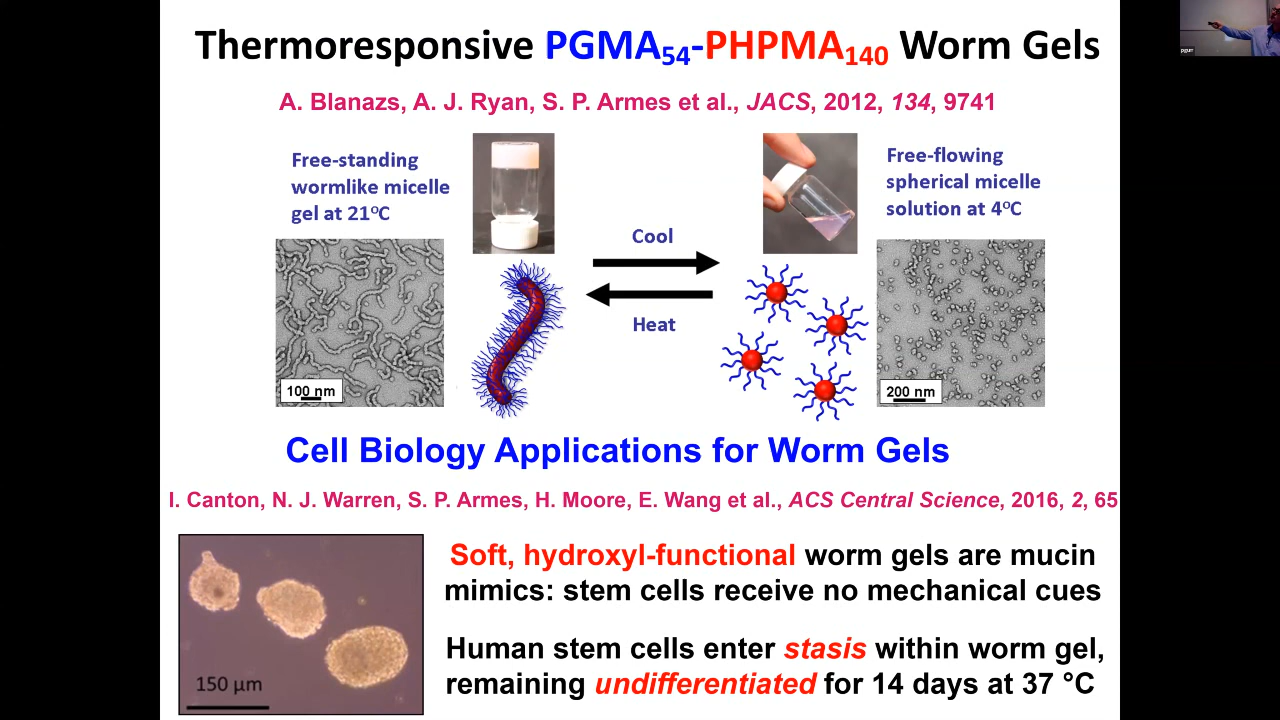 Thermoresponsive PGMA54-PHPMA140 Worm Gels
A. Blanazs, A. J. Ryan, S. P. Armes et al., JACS, 2012, 134, 9741
Free-standing
wormlike micelle
gel at 21°C
Cool
Heat
Free-flowing
spherical micelle
solution at 4°C
100 nm
200 nm
Cell Biology Applications for Worm Gels
I. Canton, N. J. Warren, S. P. Armes, H. Moore, E. Wang et al., ACS Central Science, 2016, 2, 65
150 µm
Soft, hydroxyl-functional worm gels are mucin
mimics: stem cells receive no mechanical cues
Human stem cells enter stasis within worm gel,
remaining undifferentiated for 14 days at 37 °C